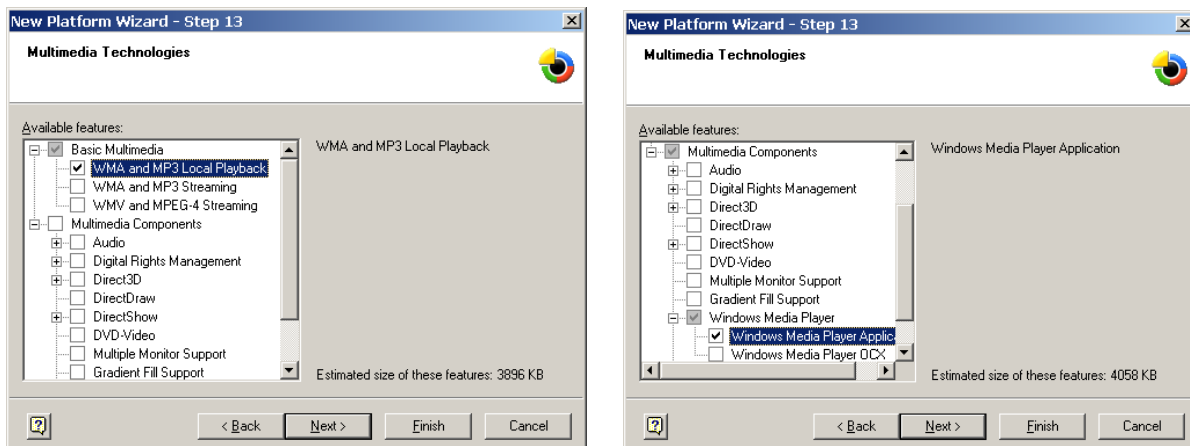 New Platform Wizard - Step 13
Multimedia Technologies
Available features:
Basic Multimedia
WMA and MP3 Local Playback
WMA and MP3 Streaming
WMV and MPEG-4 Streaming
Multimedia Components
Audio
Digital Rights Management
Direct3D
DirectDraw
DirectShow
DVD-Video
Multiple Monitor Support
Gradient Fill Support
WMA and MP3 Local Playback
Estimated size of these features: 3896 KB
< Back
Next >
Finish
Cancel
New Platform Wizard - Step 13
Multimedia Technologies
Available features:
Multimedia Components
Audio
Digital Rights Management
Direct3D
DirectDraw
DirectShow
DVD-Video
Multiple Monitor Support
Gradient Fill Support
Windows Media Player
Windows Media Player Applic
Windows Media Player OCX
Windows Media Player Application
Estimated size of these features: 4058 KB
< Back
Next >
Finish
Cancel